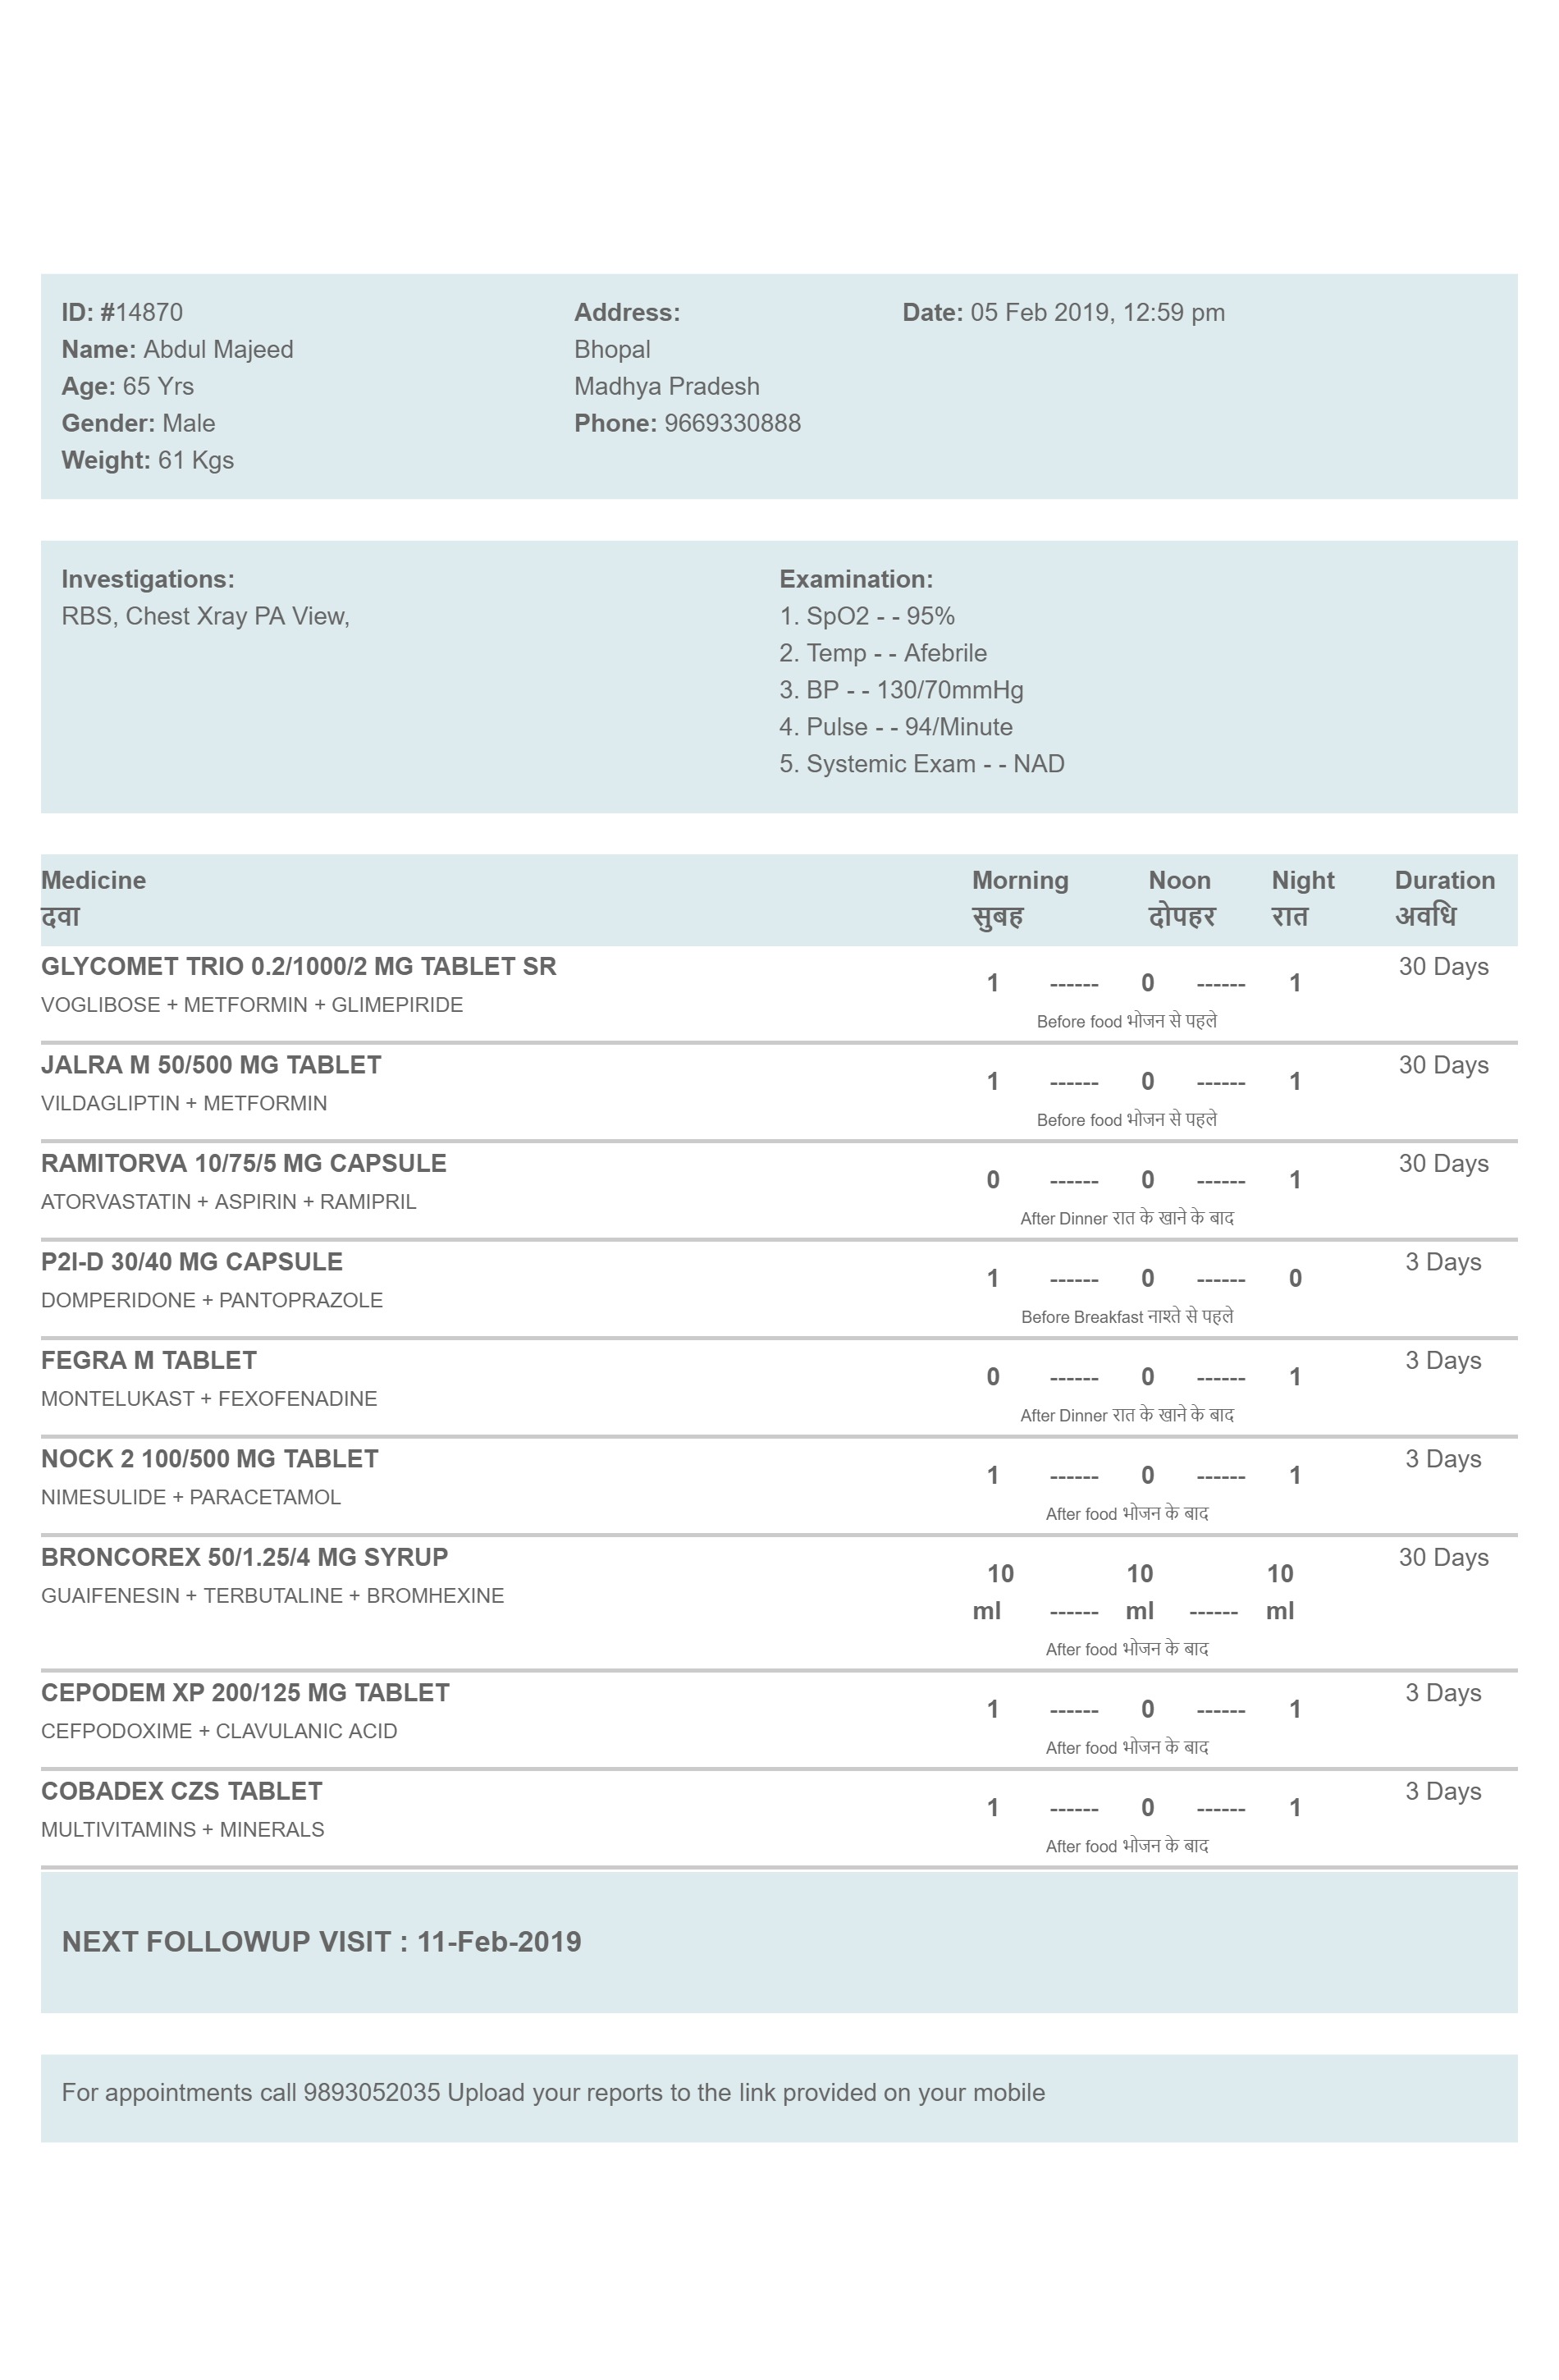 ID: #14870
Name: Abdul Majeed
Age: 65 Yrs
Gender: Male
Weight: 61 Kgs
Address:
Bhopal
Madhya Pradesh
Phone: 9669330888
Date: 05 Feb 2019, 12:59 pm
Investigations:
RBS, Chest Xray PA View,
Examination:
1. SpO2 - - 95%
2. Temp - - Afebrile
3. BP - - 130/70mmHg
4. Pulse - - 94/Minute
5. Systemic Exam - - NAD
Medicine Morning Noon Night Duration
दवा सुबह दोपहर रात अवधि
GLYCOMET TRIO 0.2/1000/2 MG TABLET SR 30 Days
1 ------ 0 ------ 1
VOGLIBOSE + METFORMIN + GLIMEPIRIDE
Before food भोजन से पहले
JALRA M 50/500 MG TABLET 30 Days
1 ------ 0 ------ 1
VILDAGLIPTIN + METFORMIN
Before food भोजन से पहले
RAMITORVA 10/75/5 MG CAPSULE 30 Days
0 ------ 0 ------ 1
ATORVASTATIN + ASPIRIN + RAMIPRIL
After Dinner रात के खाने के बाद
P2I-D 30/40 MG CAPSULE 3 Days
1 ------ 0 ------ 0
DOMPERIDONE + PANTOPRAZOLE
Before Breakfast नाश्ते से पहले
FEGRA M TABLET 3 Days
0 ------ 0 ------ 1
MONTELUKAST + FEXOFENADINE
After Dinner रात के खाने के बाद
NOCK 2 100/500 MG TABLET 3 Days
1 ------ 0 ------ 1
NIMESULIDE + PARACETAMOL
After food भोजन के बाद
BRONCOREX 50/1.25/4 MG SYRUP 30 Days
10 10 10
GUAIFENESIN + TERBUTALINE + BROMHEXINE
ml ------ ml ------ ml
After food भोजन के बाद
CEPODEM XP 200/125 MG TABLET 3 Days
1 ------ 0 ------ 1
CEFPODOXIME + CLAVULANIC ACID
After food भोजन के बाद
COBADEX CZS TABLET 3 Days
1 ------ 0 ------ 1
MULTIVITAMINS + MINERALS
After food भोजन के बाद
NEXT FOLLOWUP VISIT : 11-Feb-2019
For appointments call 9893052035 Upload your reports to the link provided on your mobile